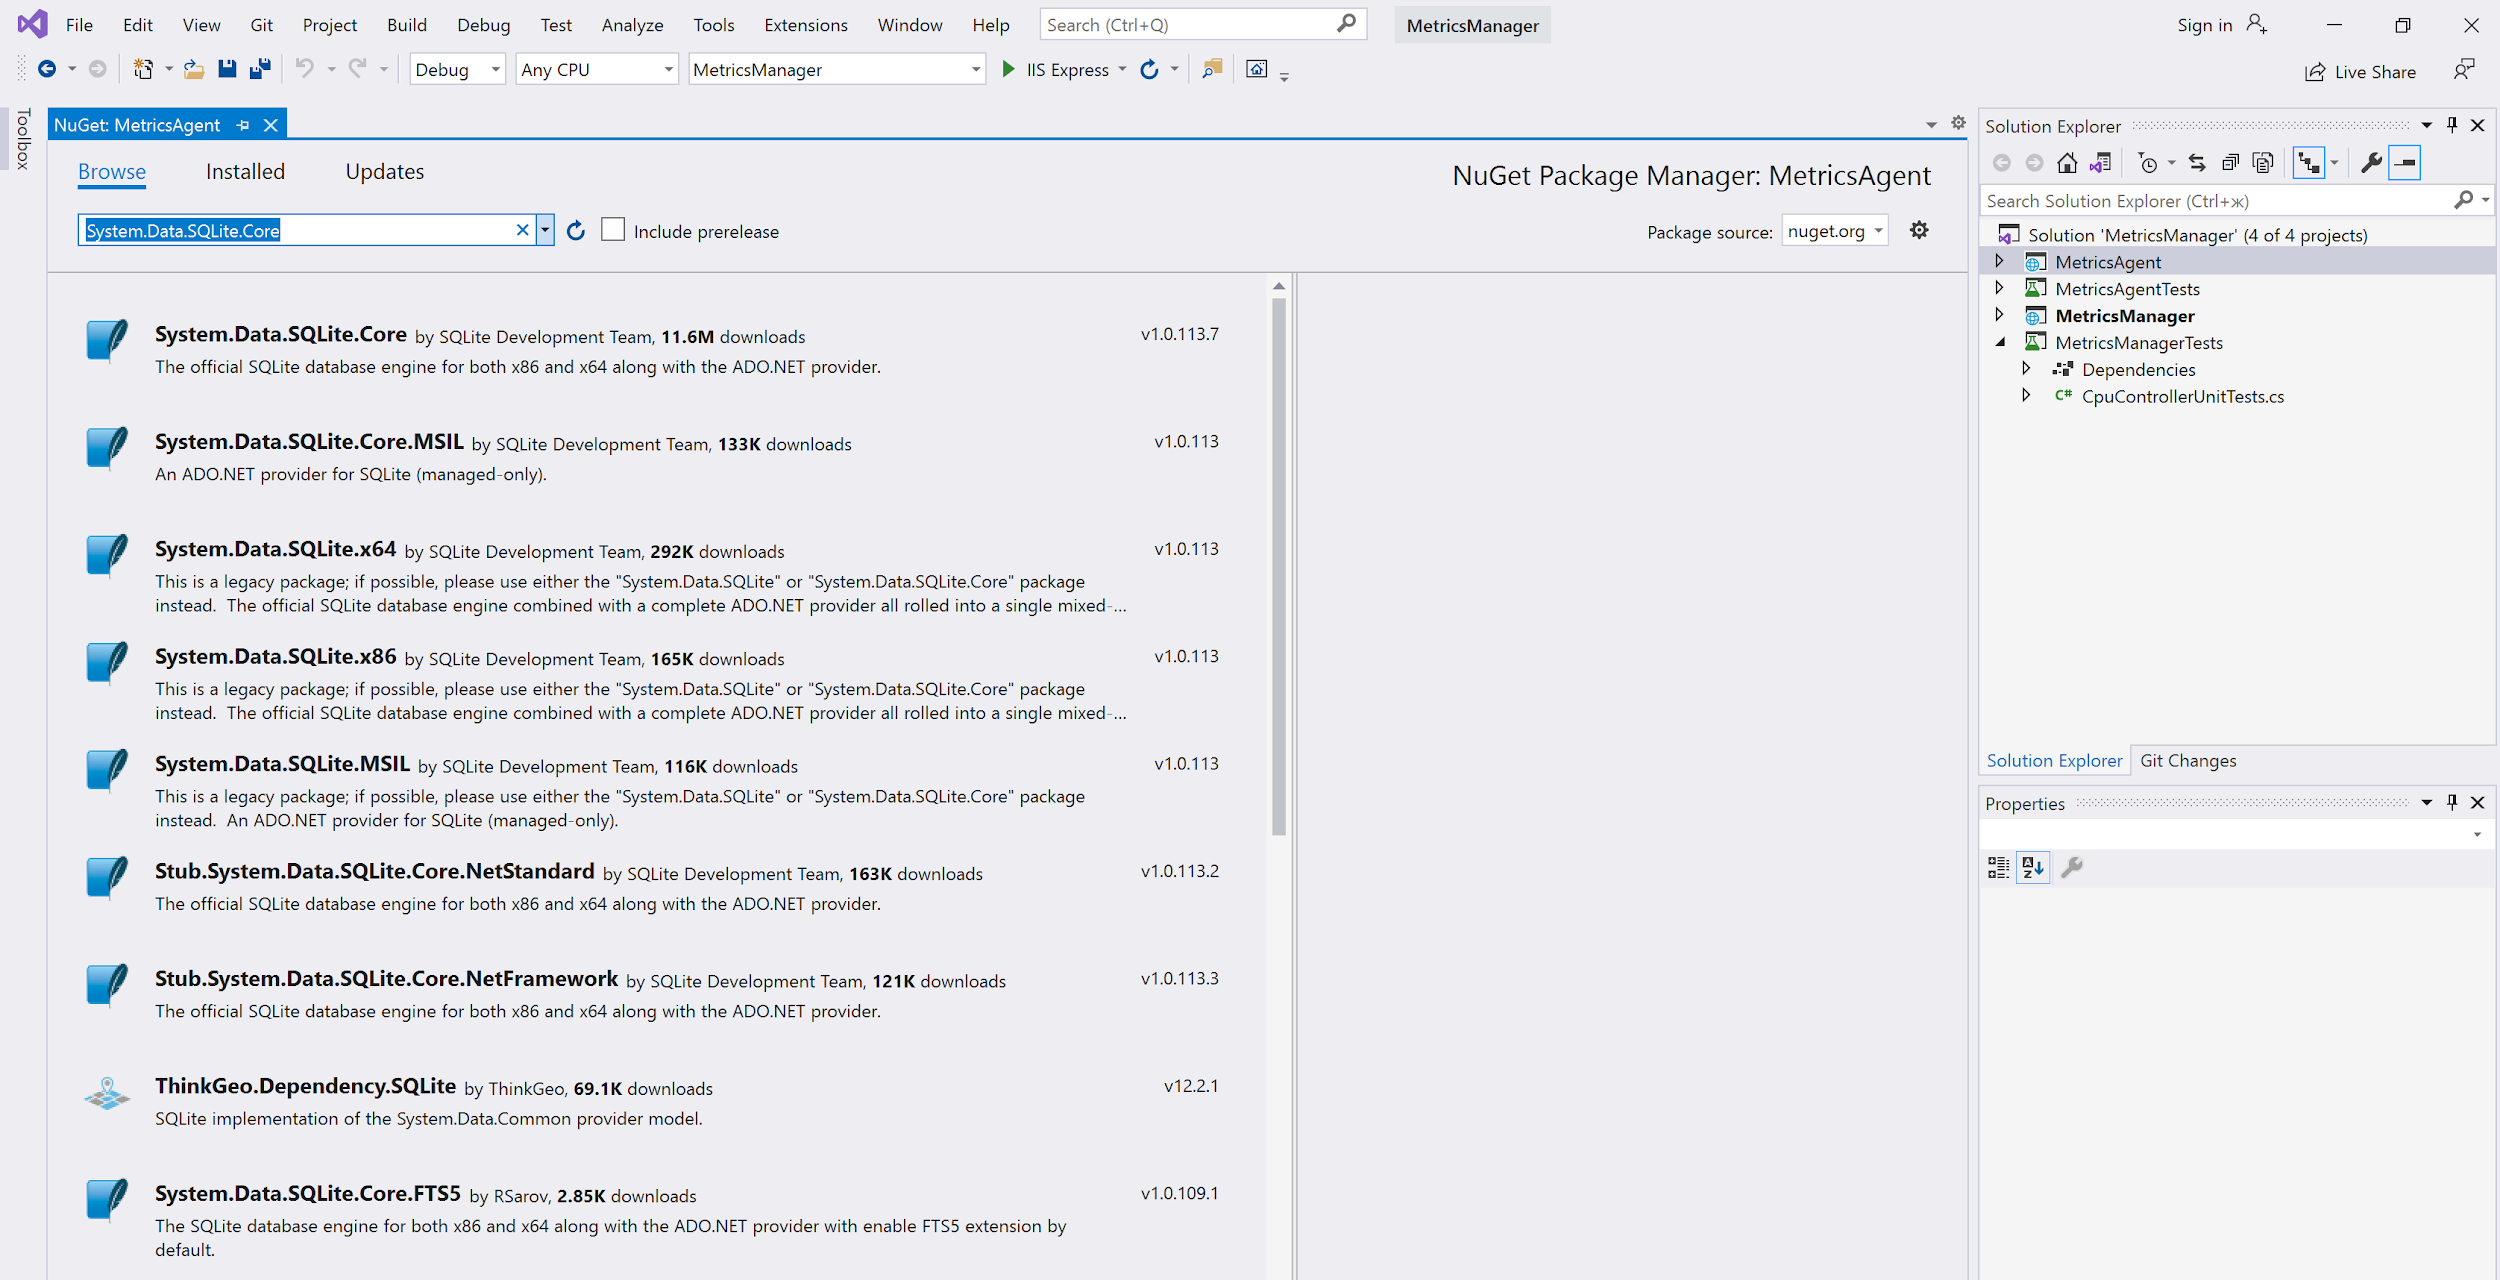 File Edit View Git Project Build Debug Test Analyze Tools Extensions Window Help Search (Ctrl+Q) MetricsManager Sign in
Debug Any CPU MetricsManager IIS Express Live Share
Toolbox
NuGet: MetricsAgent
Browse Installed Updates NuGet Package Manager: MetricsAgent
System.Data.SQLite.Core Include prerelease Package source: nuget.org
System.Data.SQLite.Core by SQLite Development Team, 11.6M downloads v1.0.113.7
The official SQLite database engine for both x86 and x64 along with the ADO.NET provider.
System.Data.SQLite.Core.MSIL by SQLite Development Team, 133K downloads v1.0.113
An ADO.NET provider for SQLite (managed-only).
System.Data.SQLite.x64 by SQLite Development Team, 292K downloads v1.0.113
This is a legacy package; if possible, please use either the "System.Data.SQLite" or "System.Data.SQLite.Core" package
instead. The official SQLite database engine combined with a complete ADO.NET provider all rolled into a single mixed-...
System.Data.SQLite.x86 by SQLite Development Team, 165K downloads v1.0.113
This is a legacy package; if possible, please use either the "System.Data.SQLite" or "System.Data.SQLite.Core" package
instead. The official SQLite database engine combined with a complete ADO.NET provider all rolled into a single mixed-...
System.Data.SQLite.MSIL by SQLite Development Team, 116K downloads v1.0.113
This is a legacy package; if possible, please use either the "System.Data.SQLite" or "System.Data.SQLite.Core" package
instead. An ADO.NET provider for SQLite (managed-only).
Stub.System.Data.SQLite.Core.NetStandard by SQLite Development Team, 163K downloads v1.0.113.2
The official SQLite database engine for both x86 and x64 along with the ADO.NET provider.
Stub.System.Data.SQLite.Core.NetFramework by SQLite Development Team, 121K downloads v1.0.113.3
The official SQLite database engine for both x86 and x64 along with the ADO.NET provider.
ThinkGeo.Dependency.SQLite by ThinkGeo, 69.1K downloads v12.2.1
SQLite implementation of the System.Data.Common provider model.
System.Data.SQLite.Core.FTS5 by RSarov, 2.85K downloads v1.0.109.1
The SQLite database engine for both x86 and x64 along with the ADO.NET provider with enable FTS5 extension by
default.
Solution Explorer
Search Solution Explorer (Ctrl+ж)
Solution 'MetricsManager' (4 of 4 projects)
MetricsAgent
MetricsAgentTests
MetricsManager
MetricsManagerTests
Dependencies
C# CpuControllerUnitTests.cs
Solution Explorer Git Changes
Properties